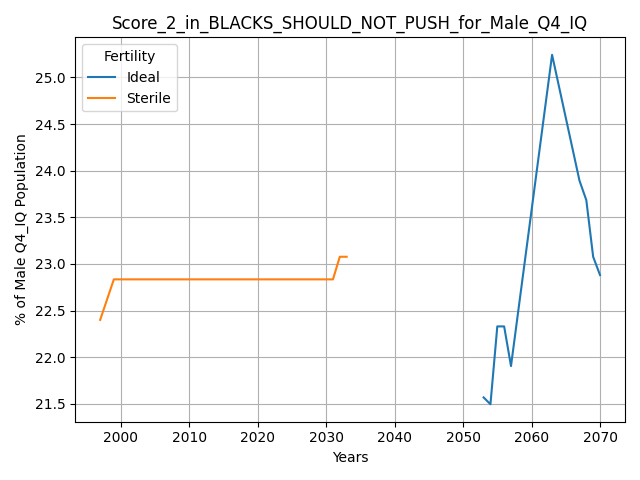 Score_2_in_BLACKS_SHOULD_NOT_PUSH_for_Male_Q4_IQ
Fertility
Ideal
Sterile
% of Male Q4_IQ Population
25.0
24.5
24.0
23.5
23.0
22.5
22.0
21.5
2000 2010 2020 2030 2040 2050 2060 2070
Years